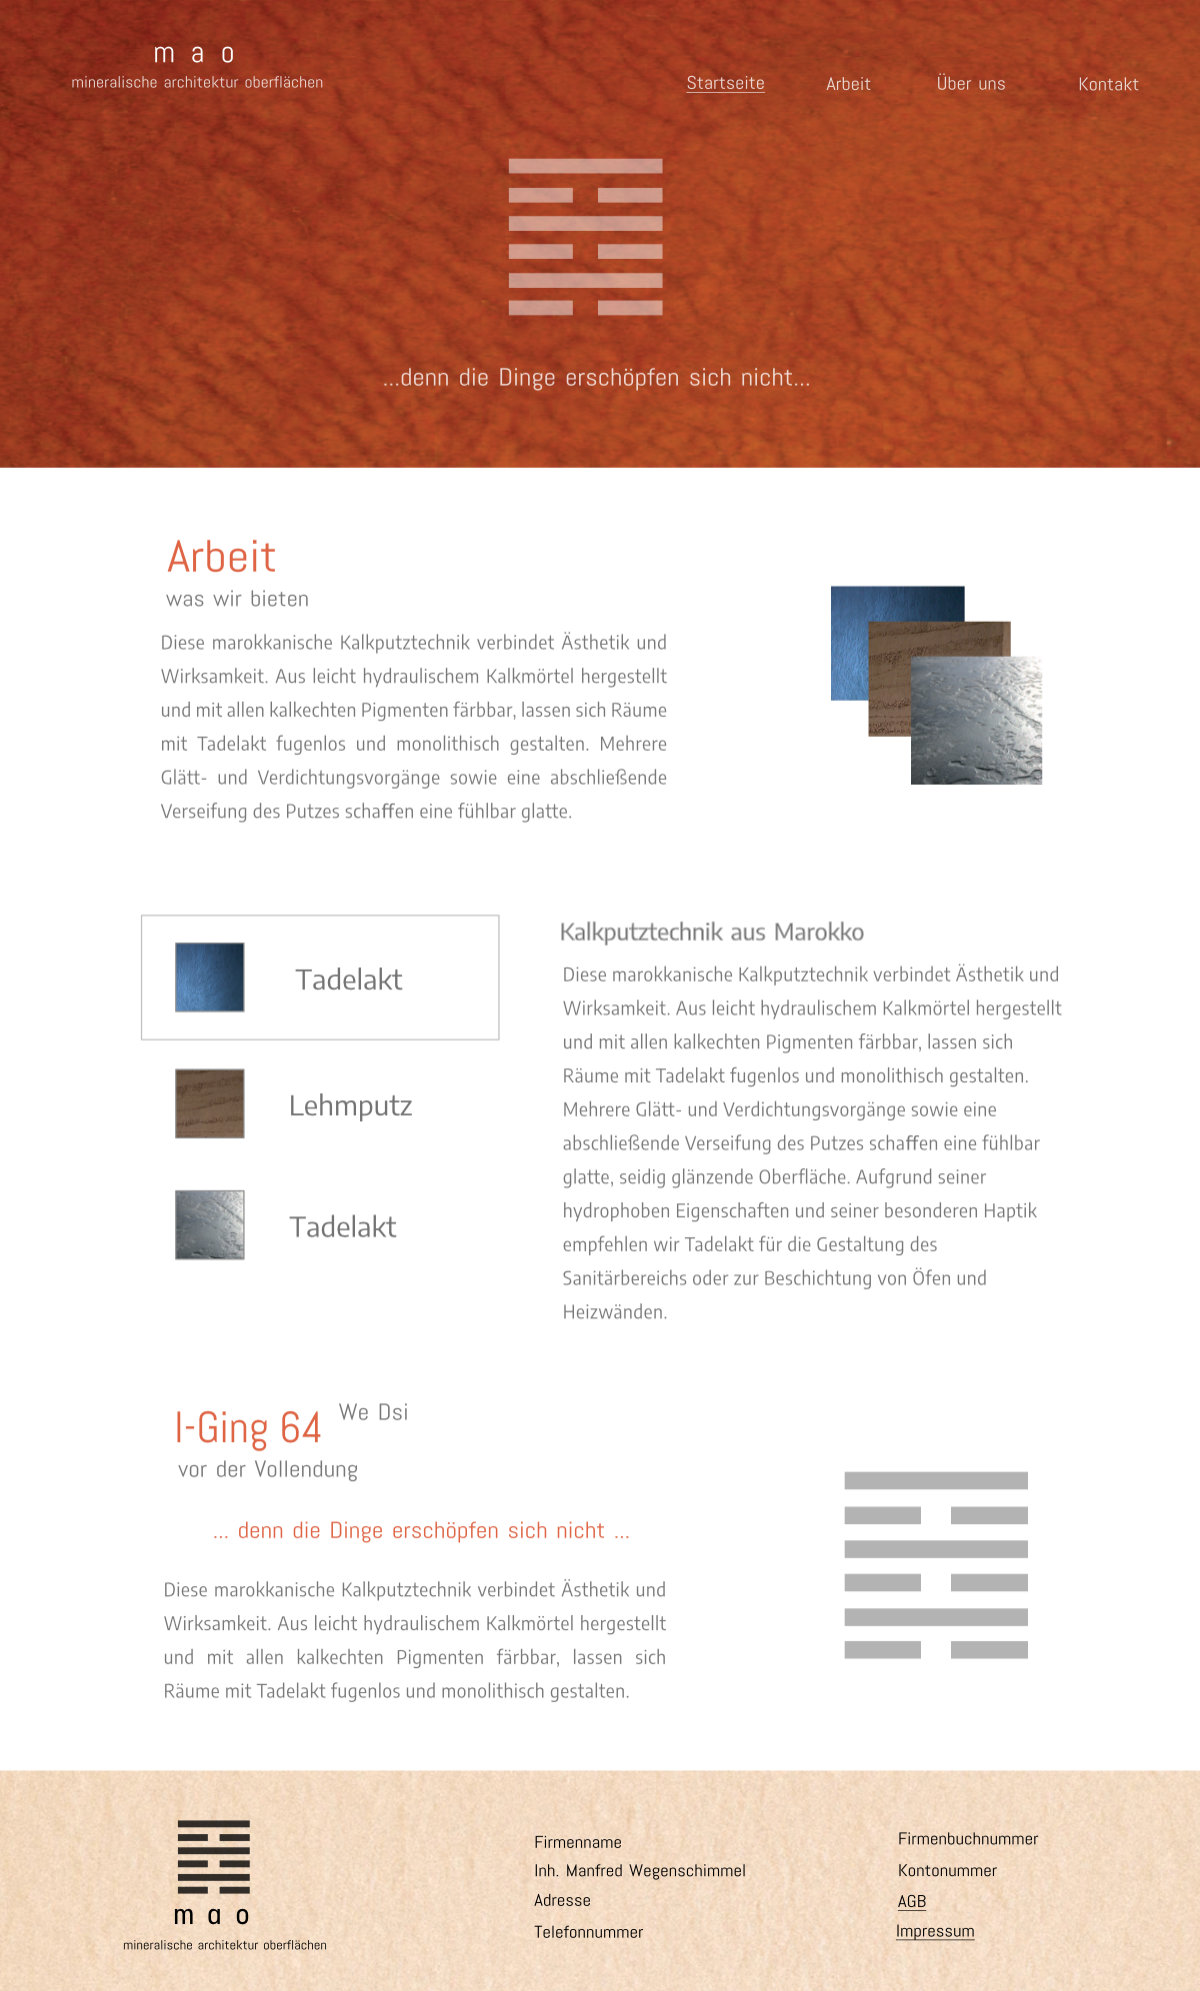 m a o
mineralische architektur oberflächen
Startseite Arbeit Über uns Kontakt
...denn die Dinge erschöpfen sich nicht...
Arbeit
was wir bieten
Diese marokkanische Kalkputztechnik verbindet Ästhetik und
Wirksamkeit. Aus leicht hydraulischem Kalkmörtel hergestellt
und mit allen kalkechten Pigmenten färbbar, lassen sich Räume
mit Tadelakt fugenlos und monolithisch gestalten. Mehrere
Glätt- und Verdichtungsvorgänge sowie eine abschließende
Verseifung des Putzes schaffen eine fühlbar glatte.
Tadelakt
Lehmputz
Tadelakt
Kalkputztechnik aus Marokko
Diese marokkanische Kalkputztechnik verbindet Ästhetik und
Wirksamkeit. Aus leicht hydraulischem Kalkmörtel hergestellt
und mit allen kalkechten Pigmenten färbbar, lassen sich
Räume mit Tadelakt fugenlos und monolithisch gestalten.
Mehrere Glätt- und Verdichtungsvorgänge sowie eine
abschließende Verseifung des Putzes schaffen eine fühlbar
glatte, seidig glänzende Oberfläche. Aufgrund seiner
hydrophoben Eigenschaften und seiner besonderen Haptik
empfehlen wir Tadelakt für die Gestaltung des
Sanitärbereichs oder zur Beschichtung von Öfen und
Heizwänden.
I-Ging 64 We Dsi
vor der Vollendung
... denn die Dinge erschöpfen sich nicht ...
Diese marokkanische Kalkputztechnik verbindet Ästhetik und
Wirksamkeit. Aus leicht hydraulischem Kalkmörtel hergestellt
und mit allen kalkechten Pigmenten färbbar, lassen sich
Räume mit Tadelakt fugenlos und monolithisch gestalten.
m a o
mineralische architektur oberflächen
Firmenname
Inh. Manfred Wegenschimmel
Adresse
Telefonnummer
Firmenbuchnummer
Kontonummer
AGB
Impressum